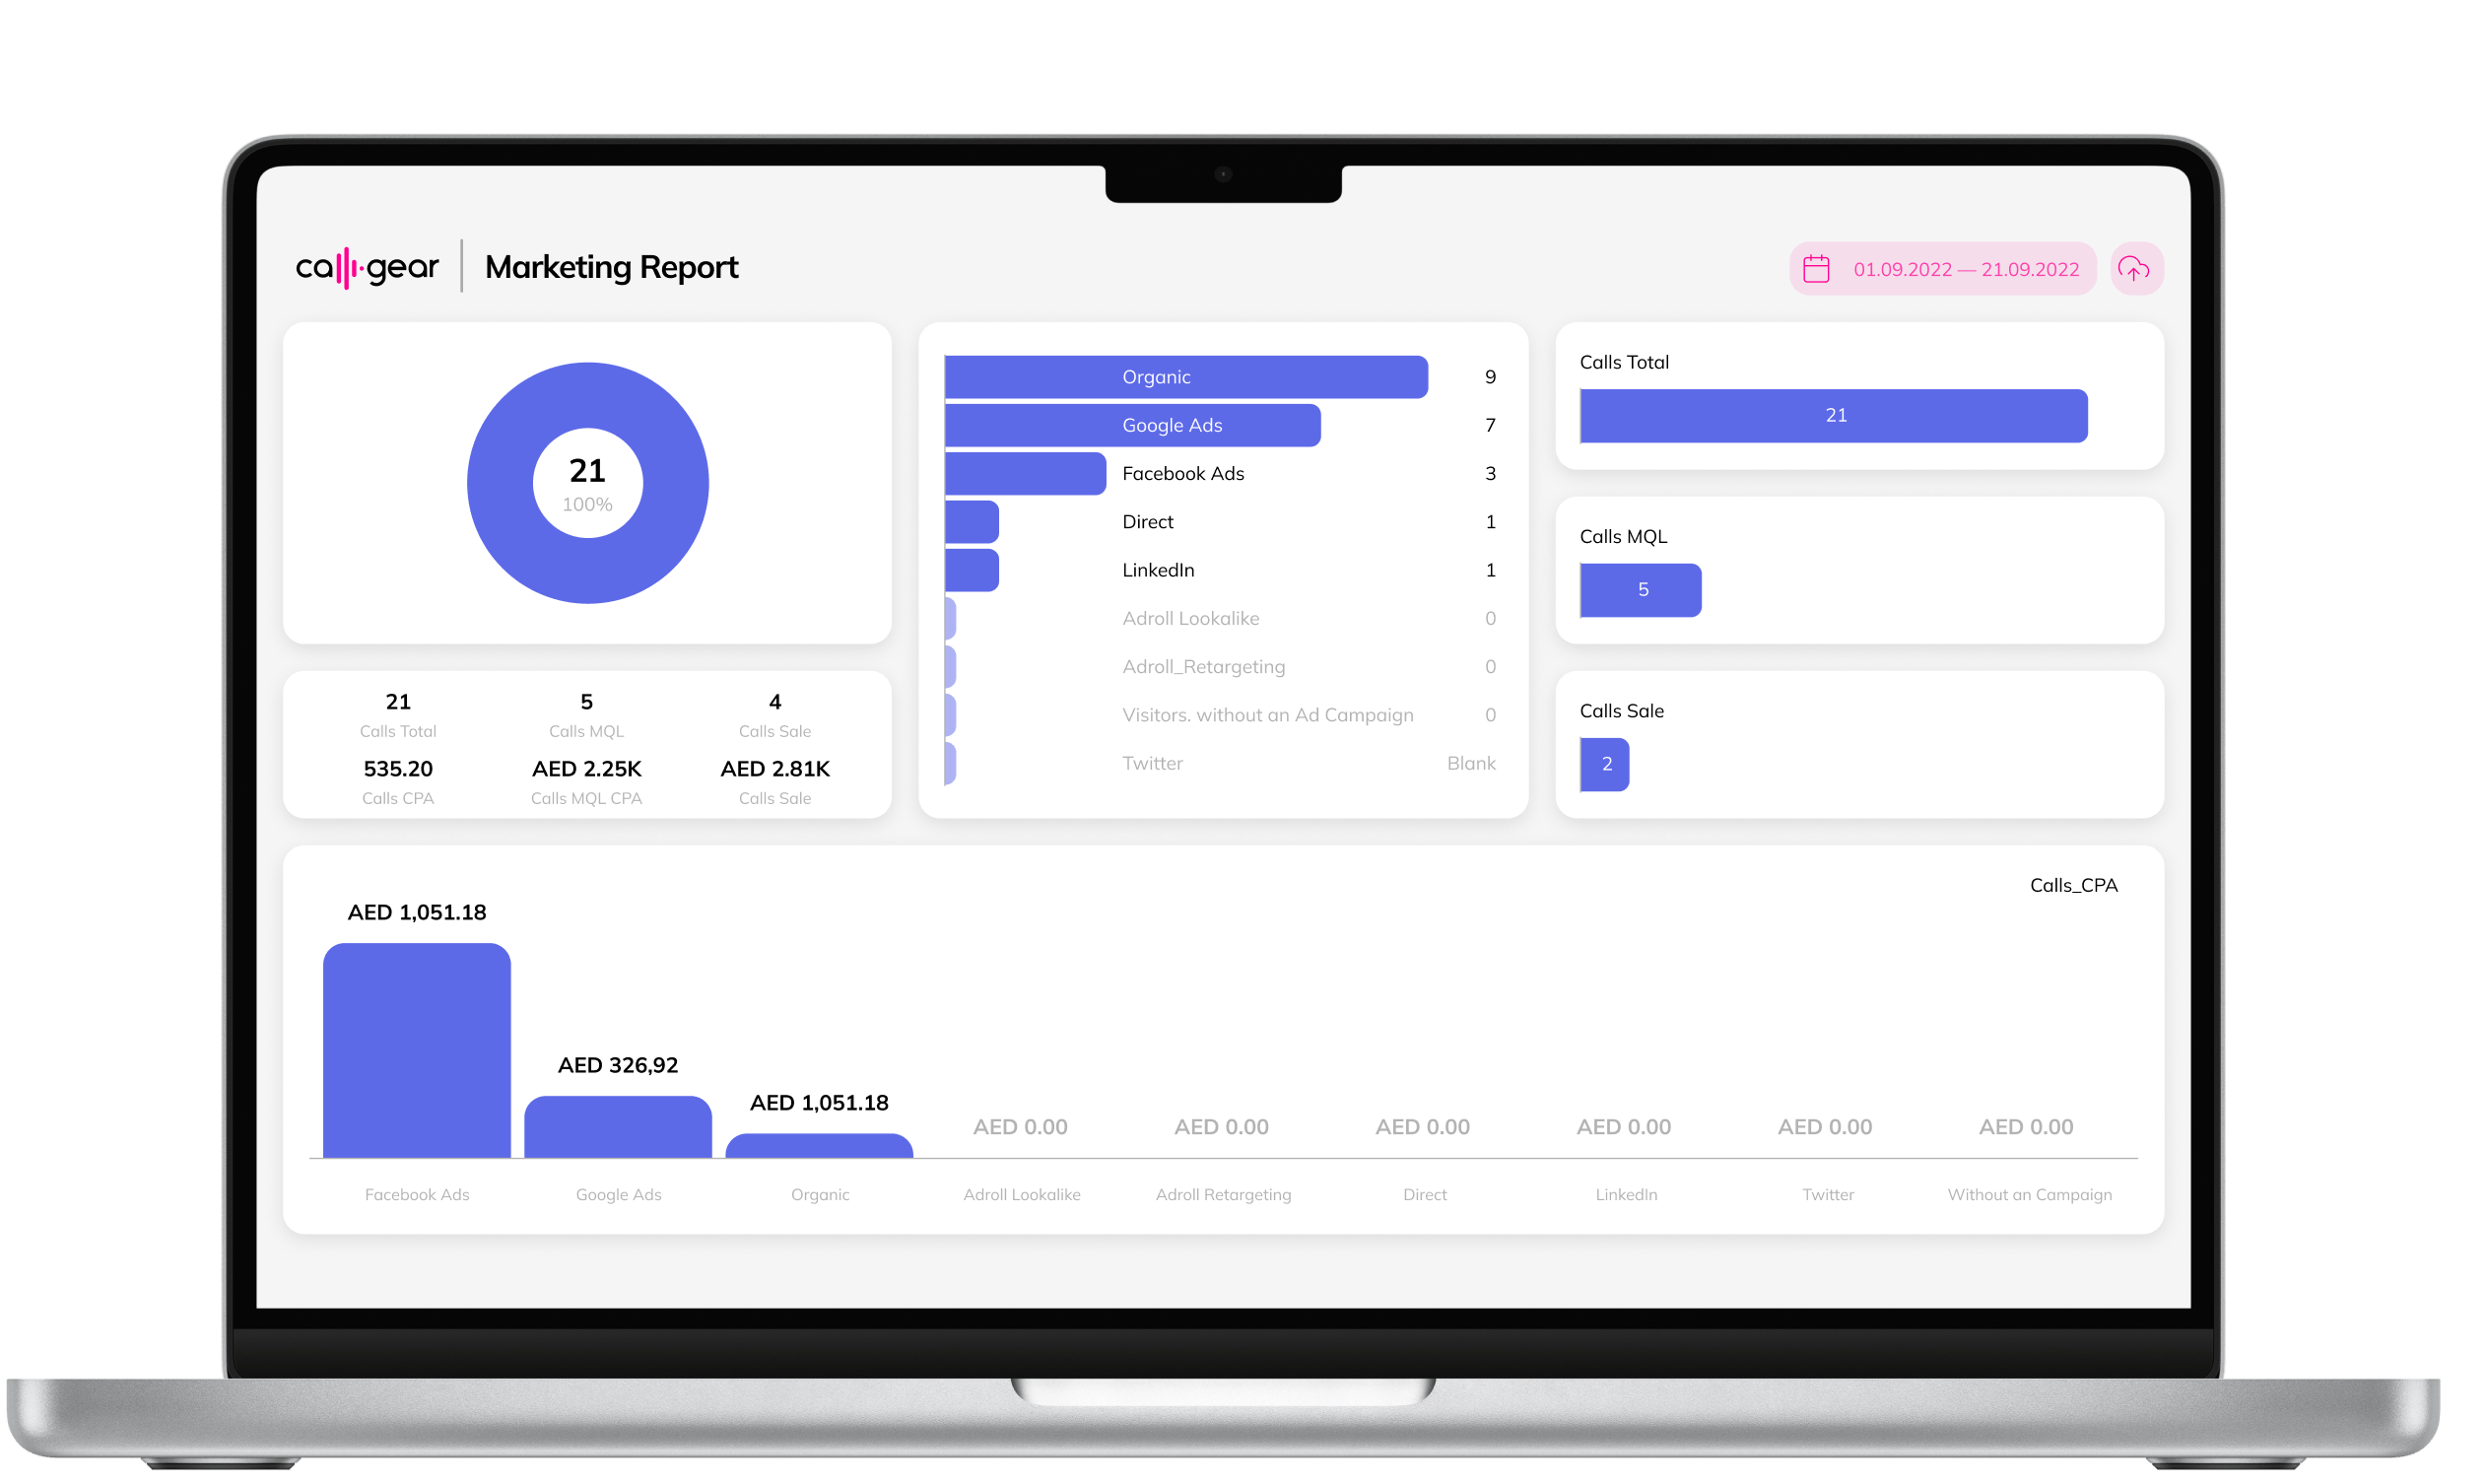 callgear
Marketing Report
01.09.2022 — 21.09.2022
21
100%
21
Calls Total
5
Calls MQL
4
Calls Sale
535.20
Calls CPA
AED 2.25K
Calls MQL CPA
AED 2.81K
Calls Sale
Organic 9
Google Ads 7
Facebook Ads 3
Direct 1
LinkedIn 1
Adroll Lookalike 0
Adroll_Retargeting 0
Visitors. without an Ad Campaign 0
Twitter Blank
Calls Total
21
Calls MQL
5
Calls Sale
2
Calls_CPA
AED 1,051.18
Facebook Ads
AED 326,92
Google Ads
AED 1,051.18
Organic
AED 0.00
Adroll Lookalike
AED 0.00
Adroll Retargeting
AED 0.00
Direct
AED 0.00
LinkedIn
AED 0.00
Twitter
AED 0.00
Without an Campaign